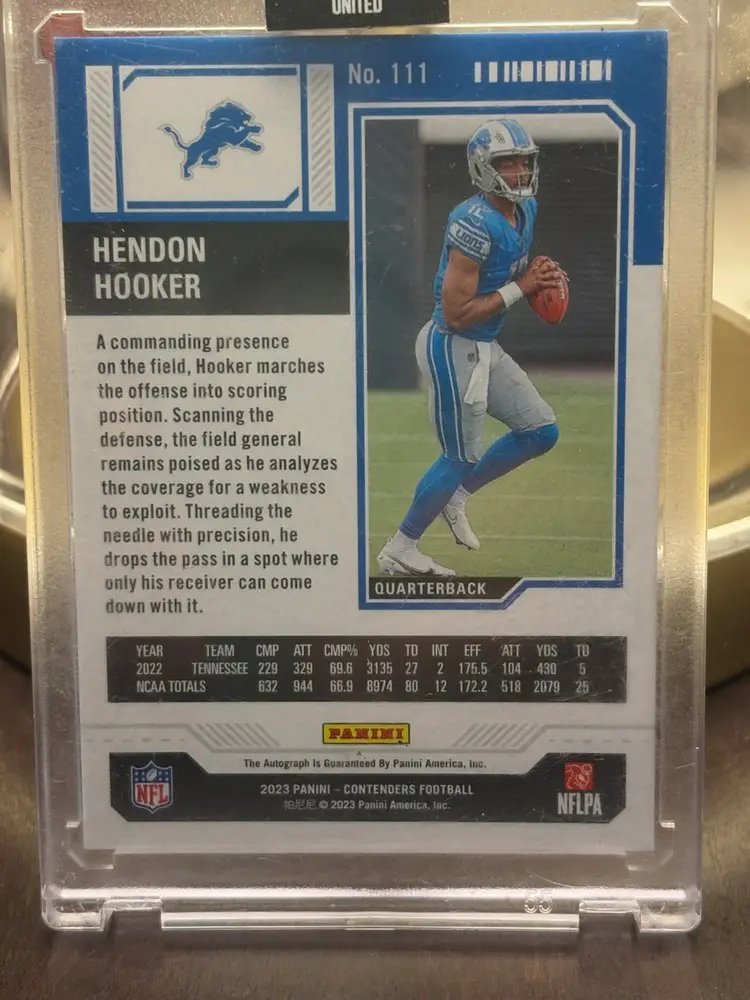 UNITED
No. 111
HENDON
HOOKER
LIONS
12
A commanding presence
on the field, Hooker marches
the offense into scoring
position. Scanning the
defense, the field general
remains poised as he analyzes
the coverage for a weakness
to exploit. Threading the
needle with precision, he
drops the pass in a spot where
only his receiver can come
down with it.
QUARTERBACK
YEAR TEAM CMP ATT CMP% YDS TD INT EFF ATT YDS TD
2022 TENNESSEE 229 329 69.6 3135 27 2 175.5 104 430 5
NCAA TOTALS 632 944 66.9 8974 80 12 172.2 518 2079 25
PANINI
The Autograph Is Guaranteed By Panini America, Inc.
NFL
2023 PANINI – CONTENDERS FOOTBALL
帕尼尼 © 2023 Panini America, Inc.
NFLPA